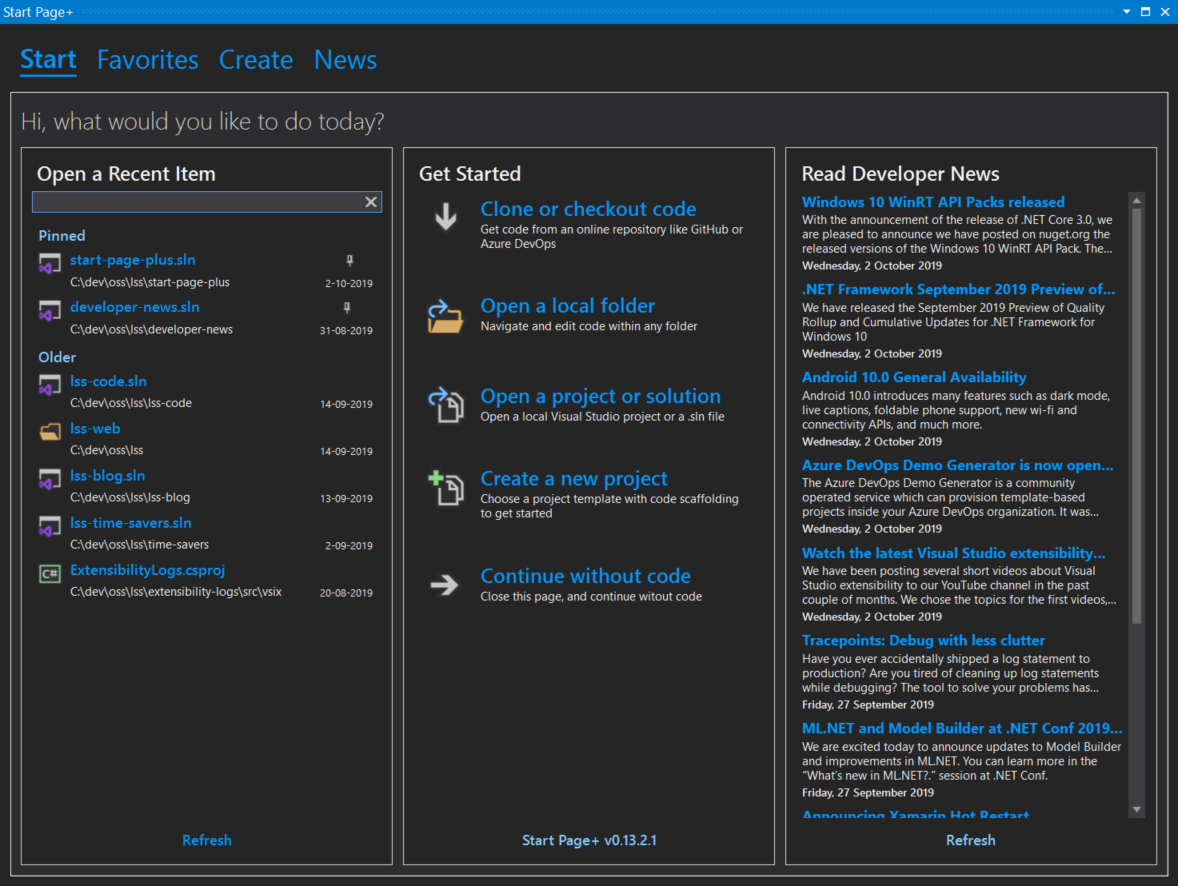 Start Page+
Start Favorites Create News
Hi, what would you like to do today?
Open a Recent Item
Pinned
start-page-plus.sln
C:\dev\oss\lss\start-page-plus 2-10-2019
developer-news.sln
C:\dev\oss\lss\developer-news 31-08-2019
Older
lss-code.sln
C:\dev\oss\lss\lss-code 14-09-2019
lss-web
C:\dev\oss\lss 14-09-2019
lss-blog.sln
C:\dev\oss\lss\lss-blog 13-09-2019
lss-time-savers.sln
C:\dev\oss\lss\time-savers 2-09-2019
C# ExtensibilityLogs.csproj
C:\dev\oss\lss\extensibility-logs\src\vsix 20-08-2019
Refresh
Get Started
Clone or checkout code
Get code from an online repository like GitHub or
Azure DevOps
Open a local folder
Navigate and edit code within any folder
Open a project or solution
Open a local Visual Studio project or a .sln file
Create a new project
Choose a project template with code scaffolding
to get started
Continue without code
Close this page, and continue witout code
Start Page+ v0.13.2.1
Read Developer News
Windows 10 WinRT API Packs released
With the announcement of the release of .NET Core 3.0, we
are pleased to announce we have posted on nuget.org the
released versions of the Windows 10 WinRT API Pack. The...
Wednesday, 2 October 2019
.NET Framework September 2019 Preview of...
We have released the September 2019 Preview of Quality
Rollup and Cumulative Updates for .NET Framework for
Windows 10
Wednesday, 2 October 2019
Android 10.0 General Availability
Android 10.0 introduces many features such as dark mode,
live captions, foldable phone support, new wi-fi and
connectivity APIs, and much more.
Wednesday, 2 October 2019
Azure DevOps Demo Generator is now open...
The Azure DevOps Demo Generator is a community
operated service which can provision template-based
projects inside your Azure DevOps organization. It was...
Wednesday, 2 October 2019
Watch the latest Visual Studio extensibility...
We have been posting several short videos about Visual
Studio extensibility to our YouTube channel in the past
couple of months. We chose the topics for the first videos,...
Wednesday, 2 October 2019
Tracepoints: Debug with less clutter
Have you ever accidentally shipped a log statement to
production? Are you tired of cleaning up log statements
while debugging? The tool to solve your problems has...
Friday, 27 September 2019
ML.NET and Model Builder at .NET Conf 2019...
We are excited today to announce updates to Model Builder
and improvements in ML.NET. You can learn more in the
“What's new in ML.NET?.” session at .NET Conf.
Friday, 27 September 2019
Announcing Xamarin Hot Restart
Refresh